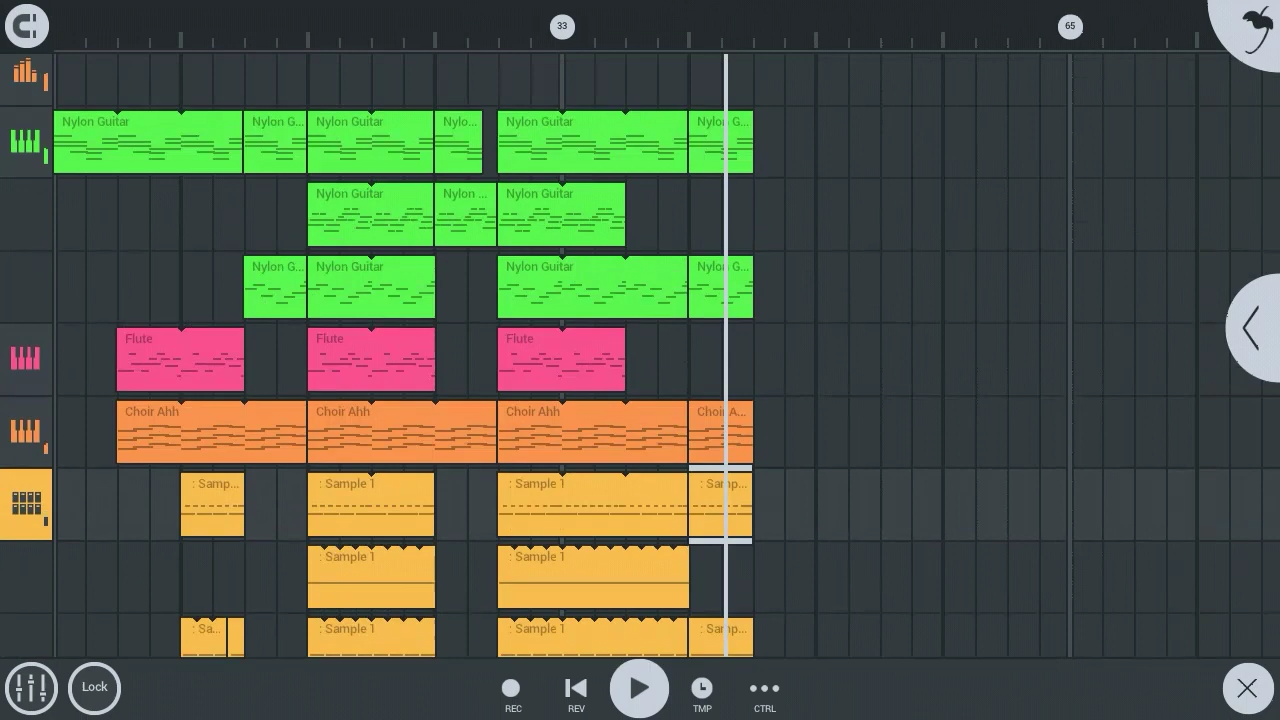 33
65
Nylon Guitar
Nylon G...
Nylon Guitar
Nylo...
Nylon Guitar
Nylon G...
Nylon Guitar
Nylon ...
Nylon Guitar
Nylon G...
Nylon Guitar
Nylon Guitar
Nylon G...
Flute
Flute
Flute
Choir Ahh
Choir Ahh
Choir Ahh
Choir A...
: Samp...
: Sample 1
: Sample 1
: Samp...
: Sample 1
: Sample 1
: Sa...
: Sample 1
: Sample 1
: Samp...
Lock
REC
REV
TMP
CTRL